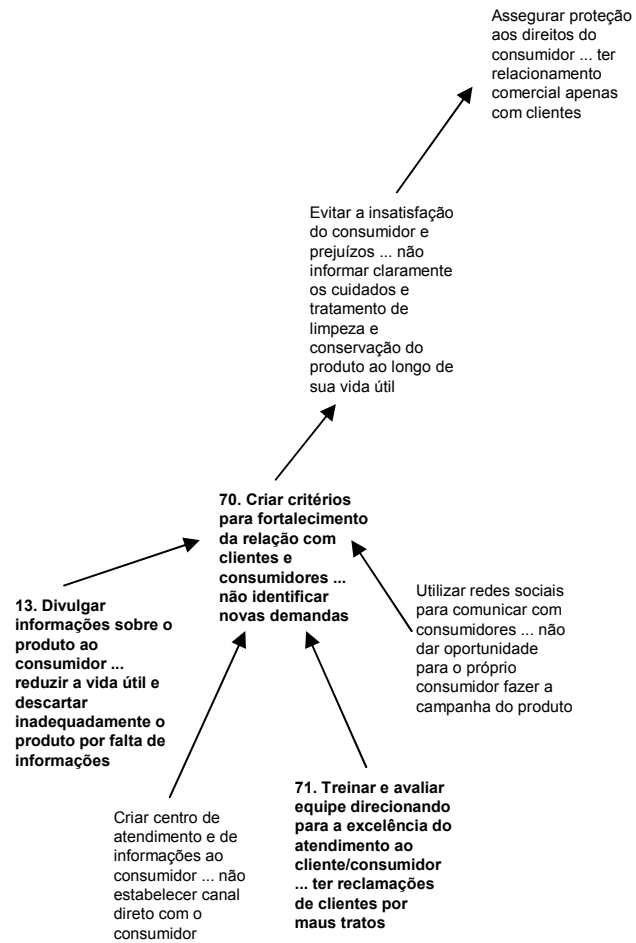 Assegurar proteção
aos direitos do
consumidor ... ter
relacionamento
comercial apenas
com clientes
Evitar a insatisfação
do consumidor e
prejuízos ... não
informar claramente
os cuidados e
tratamento de
limpeza e
conservação do
produto ao longo de
sua vida útil
70. Criar critérios
para fortalecimento
da relação com
clientes e
consumidores ...
não identificar
novas demandas
13. Divulgar
informações sobre o
produto ao
consumidor ...
reduzir a vida útil e
descartar
inadequadamente o
produto por falta de
informações
Utilizar redes sociais
para comunicar com
consumidores ... não
dar oportunidade
para o próprio
consumidor fazer a
campanha do produto
Criar centro de
atendimento e de
informações ao
consumidor ... não
estabelecer canal
direto com o
consumidor
71. Treinar e avaliar
equipe direcionando
para a excelência do
atendimento ao
cliente/consumidor
... ter reclamações
de clientes por
maus tratos